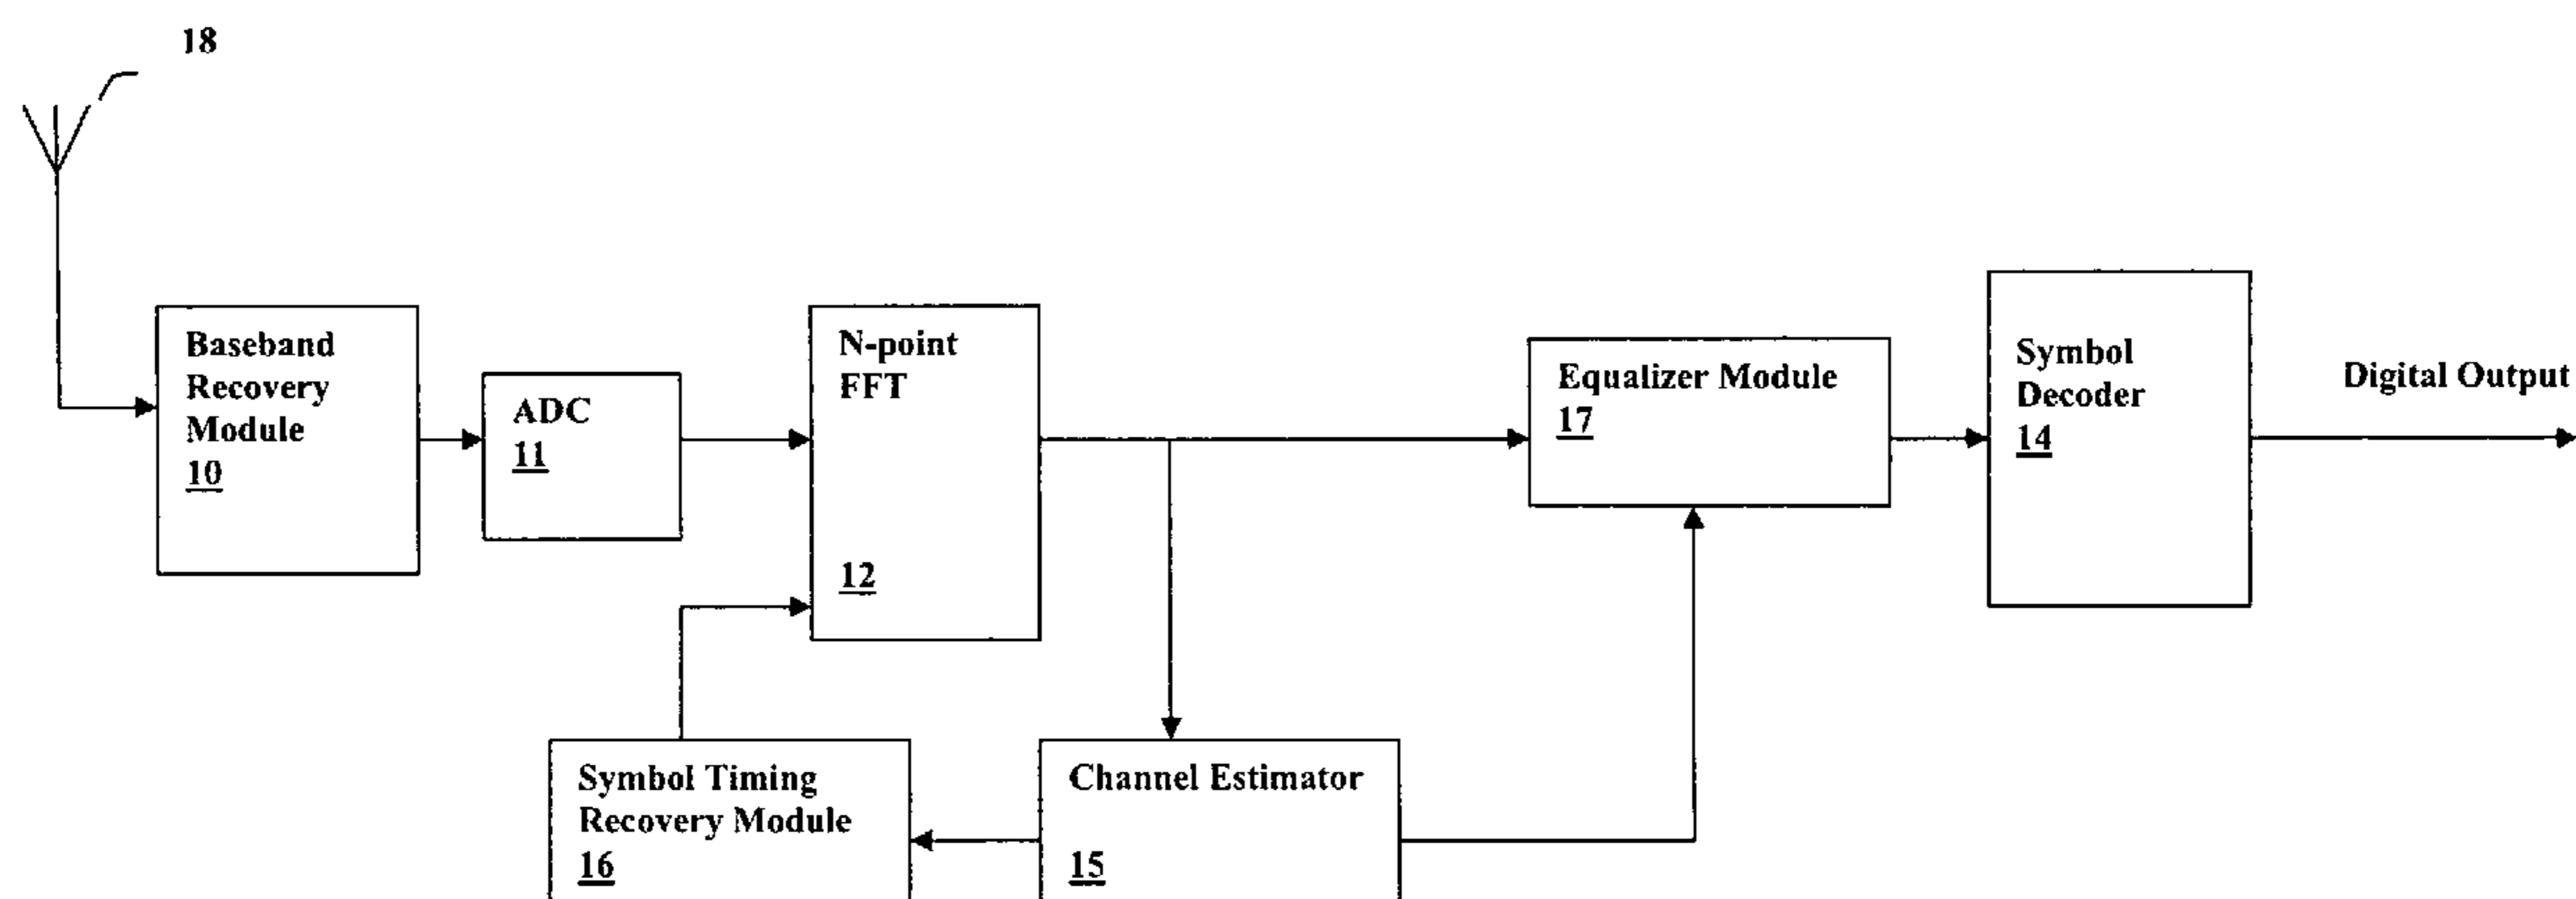 18
Baseband
Recovery
Module
10
ADC
11
N-point
FFT
12
Equalizer Module
17
Symbol
Decoder
14
Digital Output
Symbol Timing
Recovery Module
16
Channel Estimator
15